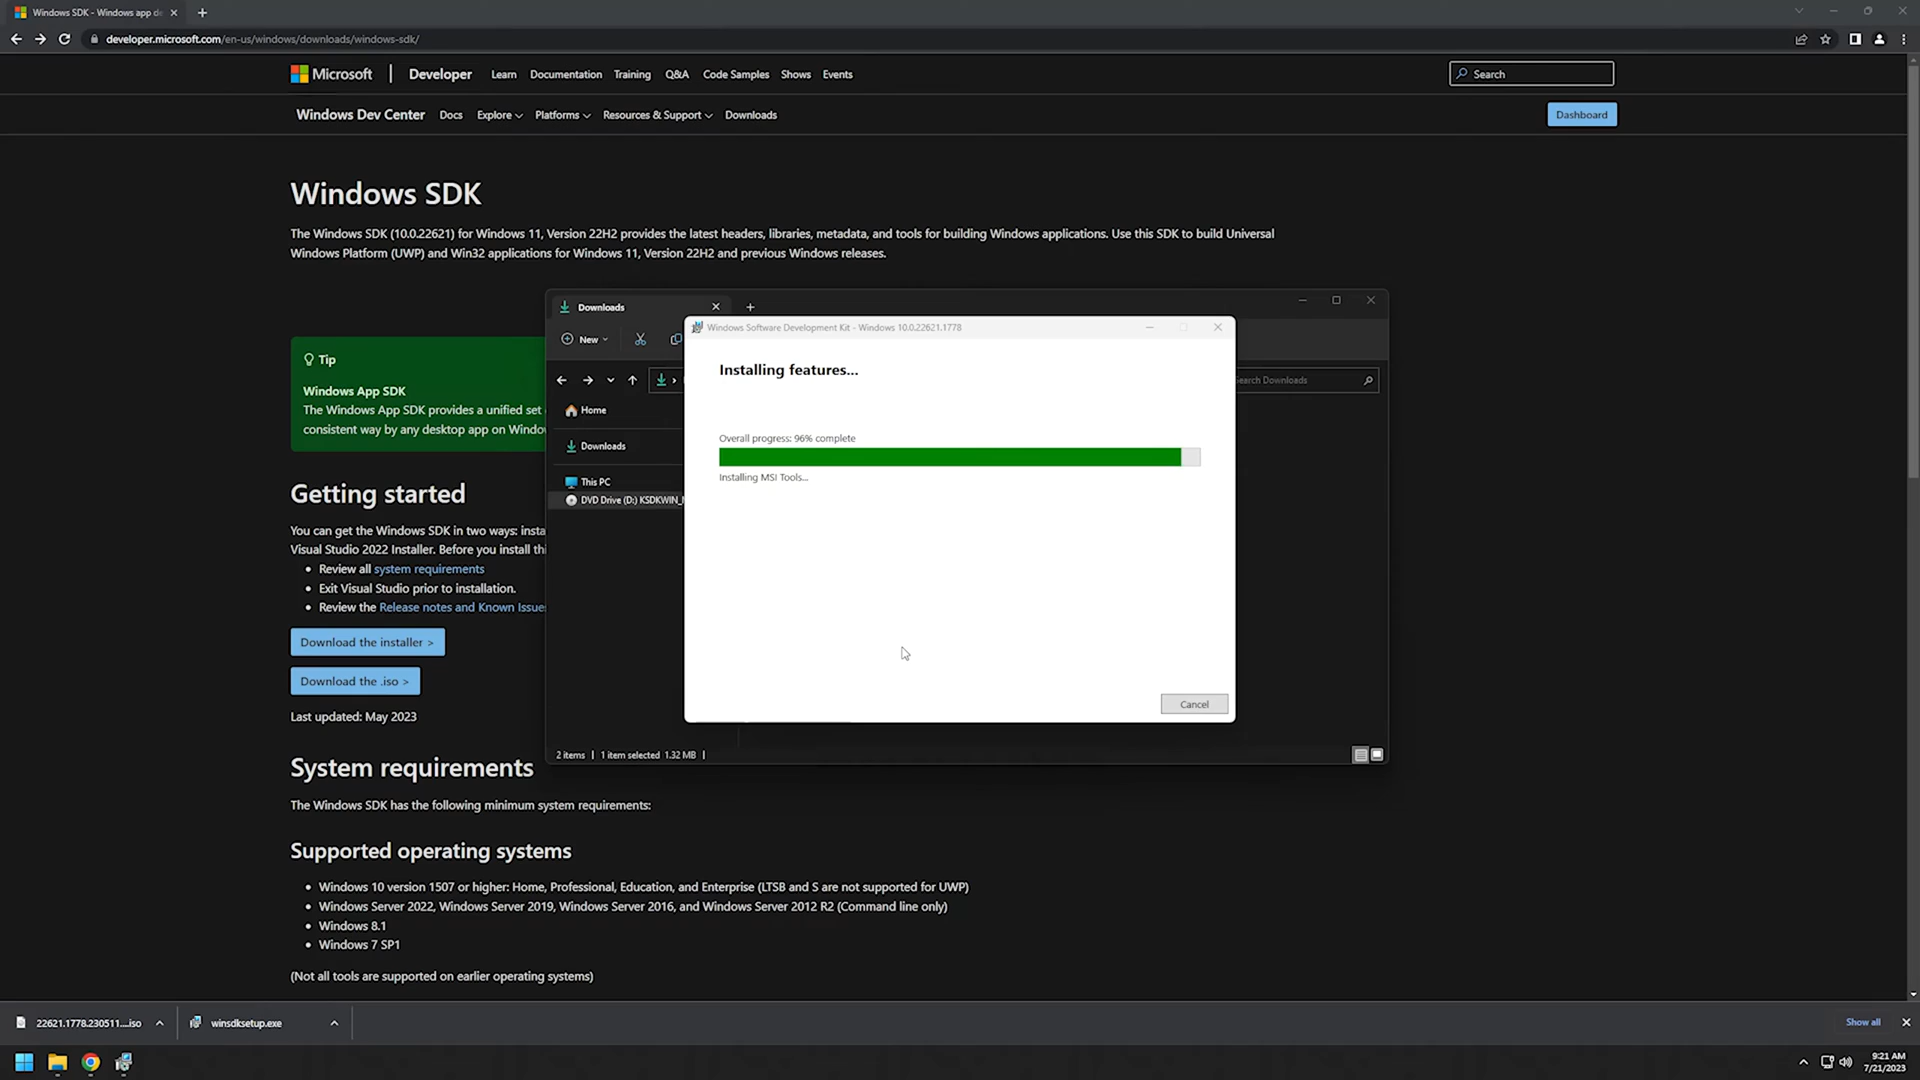 Windows SDK - Windows app de
developer.microsoft.com/en-us/windows/downloads/windows-sdk/
Microsoft Developer Learn Documentation Training Q&A Code Samples Shows Events Search
Windows Dev Center Docs Explore Platforms Resources & Support Downloads Dashboard
Windows SDK
The Windows SDK (10.0.22621) for Windows 11, Version 22H2 provides the latest headers, libraries, metadata, and tools for building Windows applications. Use this SDK to build Universal
Windows Platform (UWP) and Win32 applications for Windows 11, Version 22H2 and previous Windows releases.
Tip
Windows App SDK
The Windows App SDK provides a unified set
consistent way by any desktop app on Windo
Getting started
You can get the Windows SDK in two ways: insta
Visual Studio 2022 Installer. Before you install thi
• Review all system requirements
• Exit Visual Studio prior to installation.
• Review the Release notes and Known Issue
Download the installer >
Download the .iso >
Last updated: May 2023
System requirements
The Windows SDK has the following minimum system requirements:
Supported operating systems
• Windows 10 version 1507 or higher: Home, Professional, Education, and Enterprise (LTSB and S are not supported for UWP)
• Windows Server 2022, Windows Server 2019, Windows Server 2016, and Windows Server 2012 R2 (Command line only)
• Windows 8.1
• Windows 7 SP1
(Not all tools are supported on earlier operating systems)
Downloads
New
Search Downloads
Home
Downloads
This PC
DVD Drive (D:) KSDKWIN_
2 items 1 item selected 1.32 MB
Windows Software Development Kit - Windows 10.0.22621.1778
Installing features...
Overall progress: 96% complete
Installing MSI Tools...
Cancel
22621.1778.230511....iso
winsdksetup.exe
Show all
9:21 AM
7/21/2023